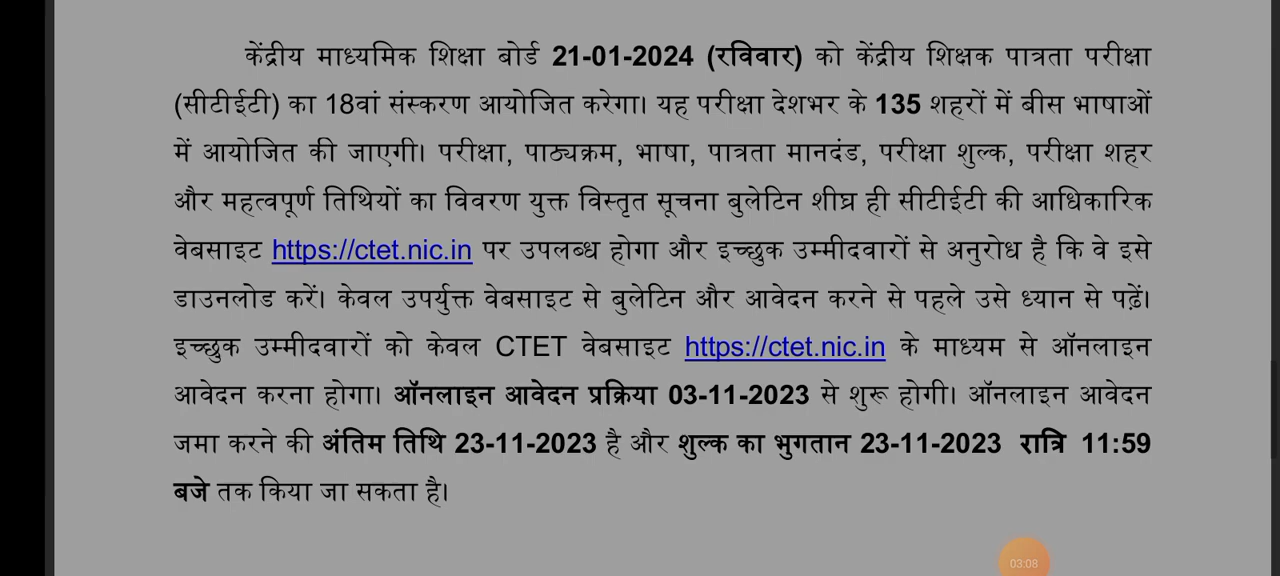 केंद्रीय माध्यमिक शिक्षा बोर्ड 21-01-2024 (रविवार) को केंद्रीय शिक्षक पात्रता परीक्षा
(सीटीईटी) का 18वां संस्करण आयोजित करेगा। यह परीक्षा देशभर के 135 शहरों में बीस भाषाओं
में आयोजित की जाएगी। परीक्षा, पाठ्यक्रम, भाषा, पात्रता मानदंड, परीक्षा शुल्क, परीक्षा शहर
और महत्वपूर्ण तिथियों का विवरण युक्त विस्तृत सूचना बुलेटिन शीघ्र ही सीटीईटी की आधिकारिक
वेबसाइट https://ctet.nic.in पर उपलब्ध होगा और इच्छुक उम्मीदवारों से अनुरोध है कि वे इसे
डाउनलोड करें। केवल उपर्युक्त वेबसाइट से बुलेटिन और आवेदन करने से पहले उसे ध्यान से पढ़ें।
इच्छुक उम्मीदवारों को केवल CTET वेबसाइट https://ctet.nic.in के माध्यम से ऑनलाइन
आवेदन करना होगा। ऑनलाइन आवेदन प्रक्रिया 03-11-2023 से शुरू होगी। ऑनलाइन आवेदन
जमा करने की अंतिम तिथि 23-11-2023 है और शुल्क का भुगतान 23-11-2023 रात्रि 11:59
बजे तक किया जा सकता है।
03:08